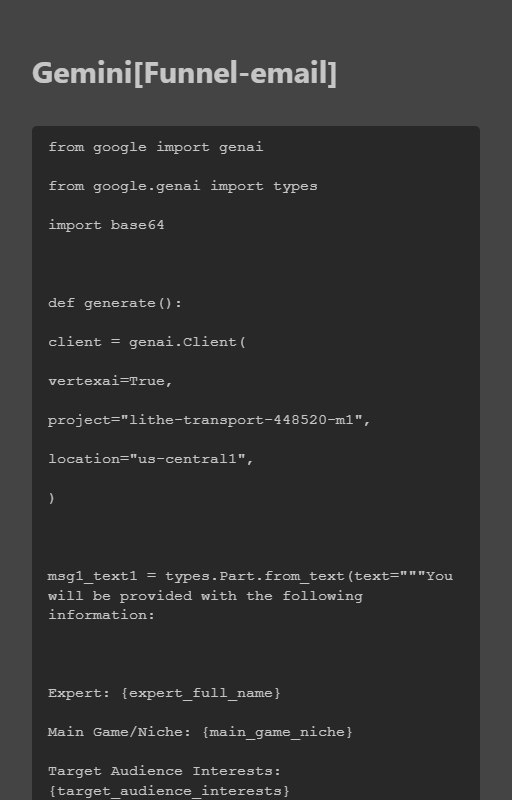 Gemini[Funnel-email]
from google import genai
from google.genai import types
import base64
def generate():
client = genai.Client(
vertexai=True,
project="lithe-transport-448520-m1",
location="us-central1",
)
msg1_text1 = types.Part.from_text(text="""You
will be provided with the following
information:
Expert: {expert_full_name}
Main Game/Niche: {main_game_niche}
Target Audience Interests:
{target_audience_interests}